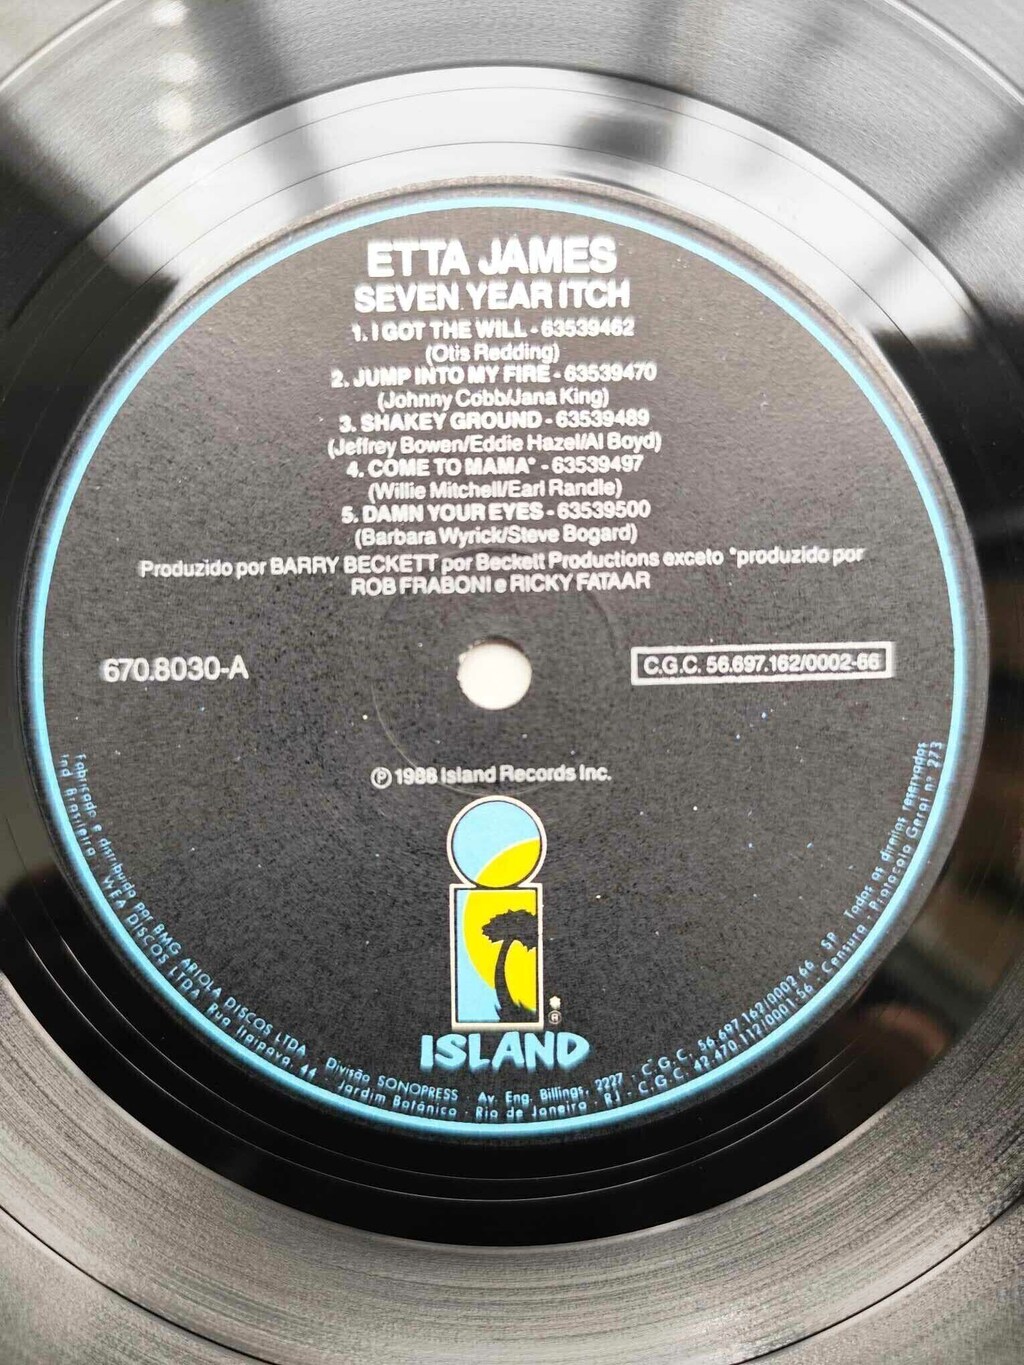 ETTA JAMES
SEVEN YEAR ITCH
1. I GOT THE WILL - 63539462
(Otis Redding)
2. JUMP INTO MY FIRE - 63539470
(Johnny Cobb/Jana King)
3. SHAKEY GROUND - 63539489
(Jeffrey Bowen/Eddie Hazel/Al Boyd)
4. COME TO MAMA* - 63539497
(Willie Mitchell/Earl Randle)
5. DAMN YOUR EYES - 63539500
(Barbara Wyrick/Steve Bogard)
Produzido por BARRY BECKETT por Beckett Productions exceto *produzido por
ROB FRABONI e RICKY FATAAR
670.8030-A
C.G.C. 56.697.162/0002-66
℗ 1988 Island Records Inc.
®
ISLAND
Fabricado e distribuido por BMG ARIOLA DISCOS LTDA. Divisão SONOPRESS Av. Eng. Billings, 2227 - C.G.C. 56.697.162/0002-66 SP Todos os direitos reservados
Ind. Brasileira WEA DISCOS LTDA Rua Itaipava, 44 - Jardim Botânico - Rio de Janeiro RJ - C.G.C. 42.470.112/0001-56 - Censura - Protocolo Geral nº 273